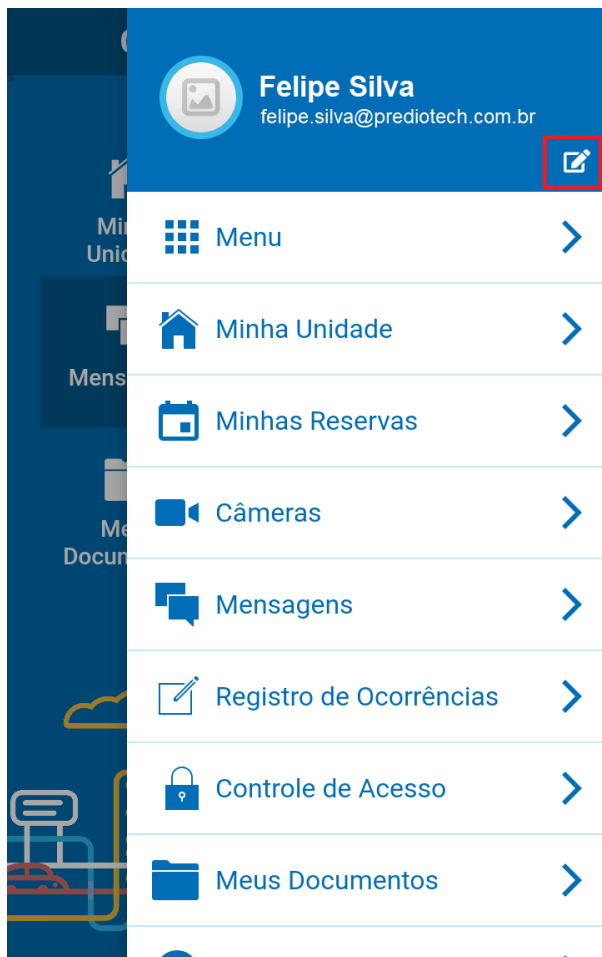 Felipe Silva
felipe.silva@prediotech.com.br
Menu
Minha Unidade
Minhas Reservas
Câmeras
Mensagens
Registro de Ocorrências
Controle de Acesso
Meus Documentos